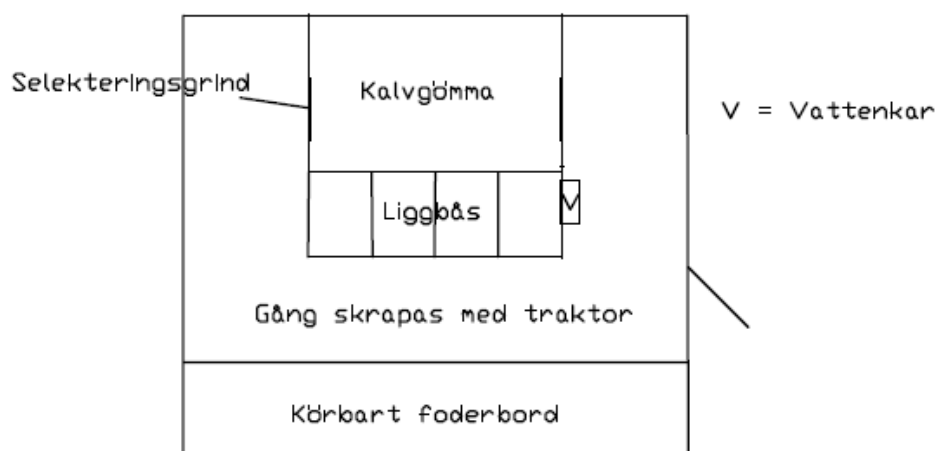 Selekteringsgrind
Kalvgömma
V = Vattenkar
Liggbås
V
Gång skrapas med traktor
Körbart foderbord